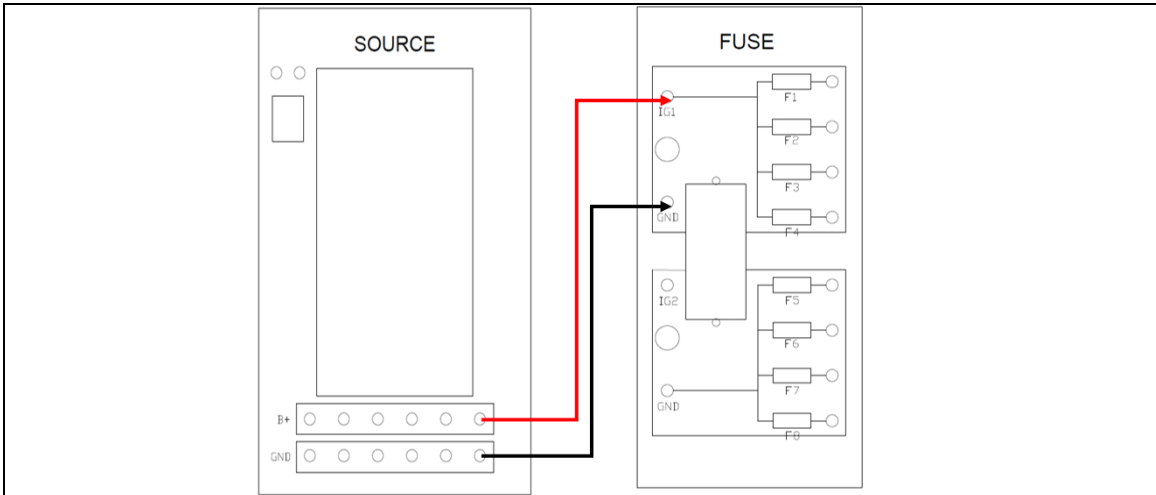 SOURCE
FUSE
IG1
F1
F2
F3
GND
F4
IG2
F5
F6
F7
GND
F8
B+
GND